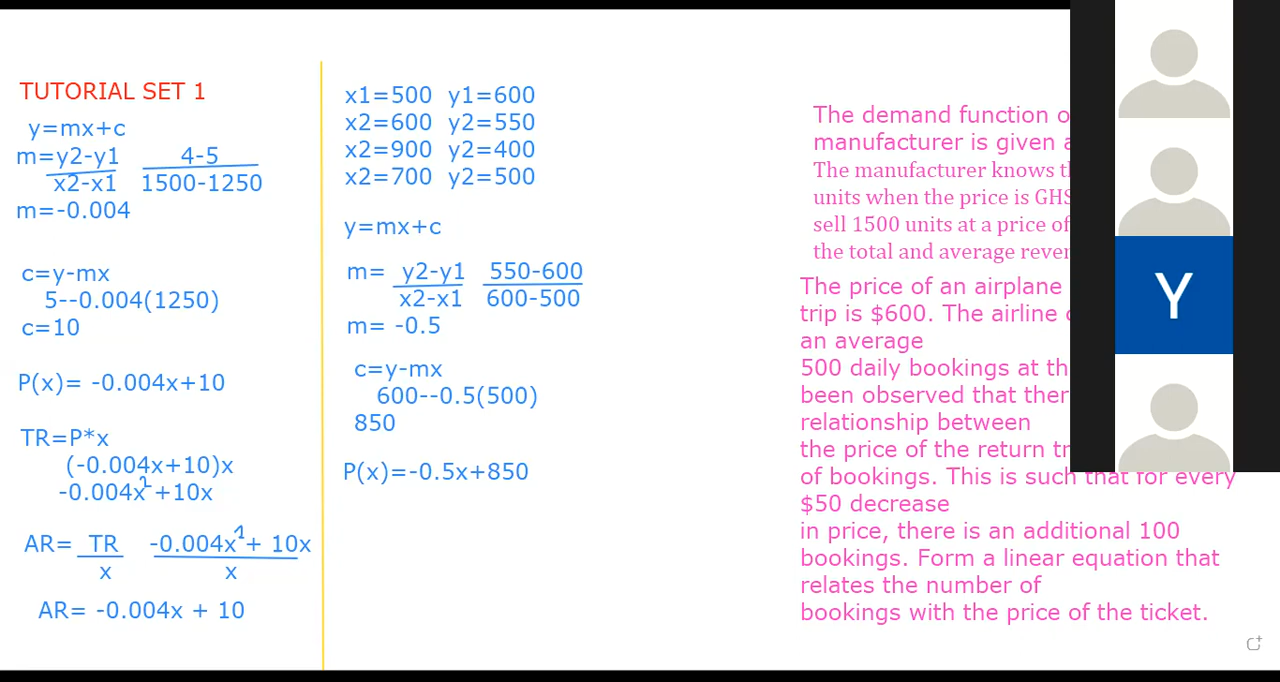 TUTORIAL SET 1
y=mx+c
m=y2-y1 4-5
x2-x1 1500-1250
m=-0.004
c=y-mx
5--0.004(1250)
c=10
P(x)= -0.004x+10
TR=P*x
(-0.004x+10)x
-0.004x²+10x
AR= TR -0.004x²+ 10x
x x
AR= -0.004x + 10
x1=500 y1=600
x2=600 y2=550
x2=900 y2=400
x2=700 y2=500
y=mx+c
m= y2-y1 550-600
x2-x1 600-500
m= -0.5
c=y-mx
600--0.5(500)
850
P(x)=-0.5x+850
The demand function
manufacturer is given
The manufacturer knows
units when the price is GHS
sell 1500 units at a price of
the total and average
The price of an airplane
trip is $600. The airline
an average
500 daily bookings at
been observed that
relationship between
the price of the return
of bookings. This is such that for every
$50 decrease
in price, there is an additional 100
bookings. Form a linear equation that
relates the number of
bookings with the price of the ticket.
Y